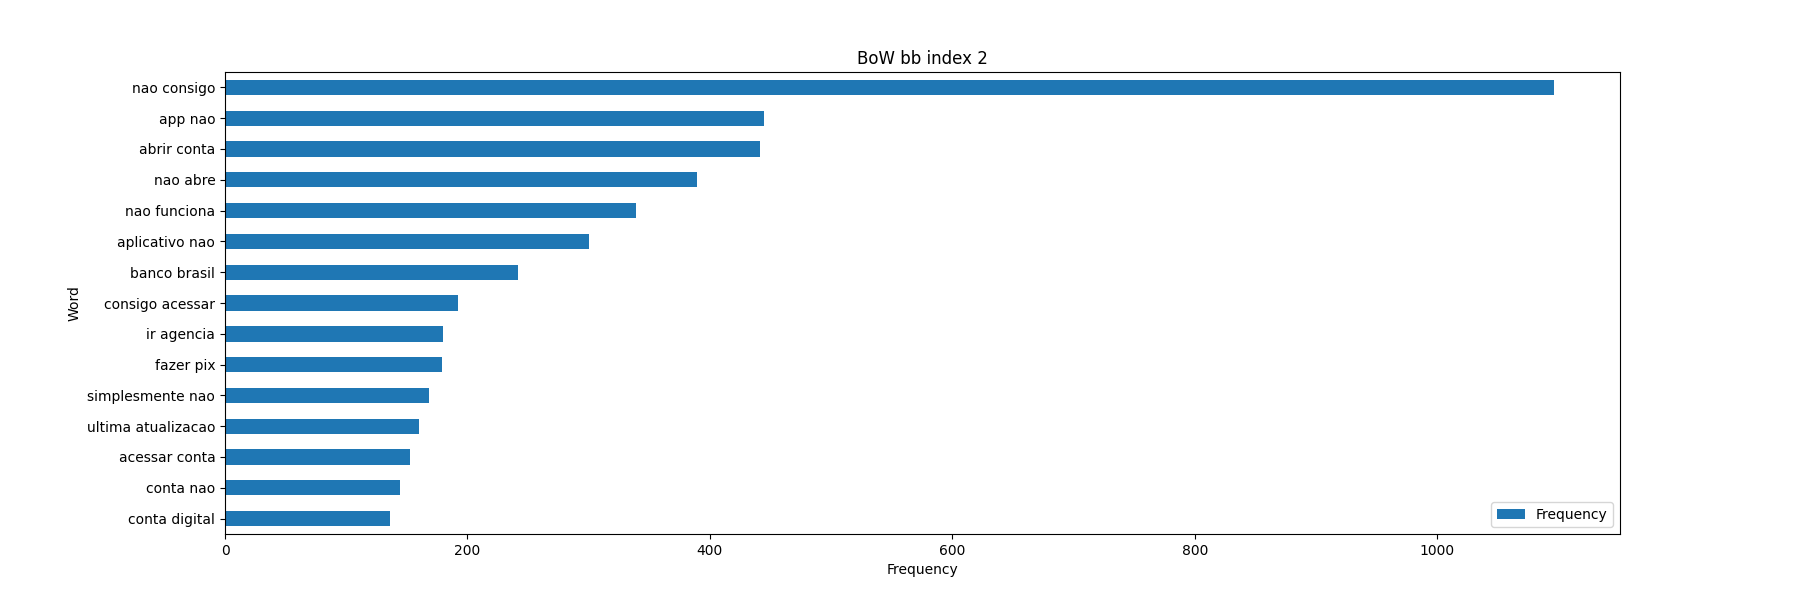 BoW bb index 2
nao consigo
app nao
abrir conta
nao abre
nao funciona
aplicativo nao
banco brasil
consigo acessar
ir agencia
fazer pix
simplesmente nao
ultima atualizacao
acessar conta
conta nao
conta digital
Word
Frequency
0 200 400 600 800 1000
Frequency